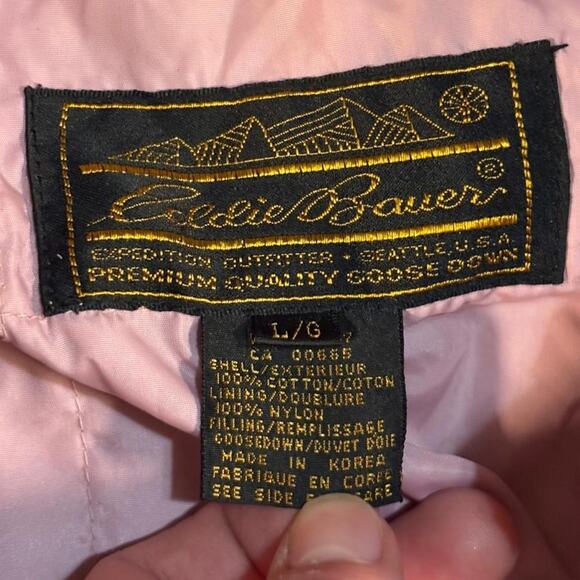 Eddie Bauer®
EXPEDITION OUTFITTER • SEATTLE, U.S.A.
PREMIUM QUALITY GOOSE DOWN
L/G
CA 00665
SHELL/EXTERIEUR
100% COTTON/COTON
LINING/DOUBLURE
100% NYLON
FILLING/REMPLISSAGE
GOOSEDOWN/DUVET DOIE
MADE IN KOREA
FABRIQUE EN COREE
SEE SIDE